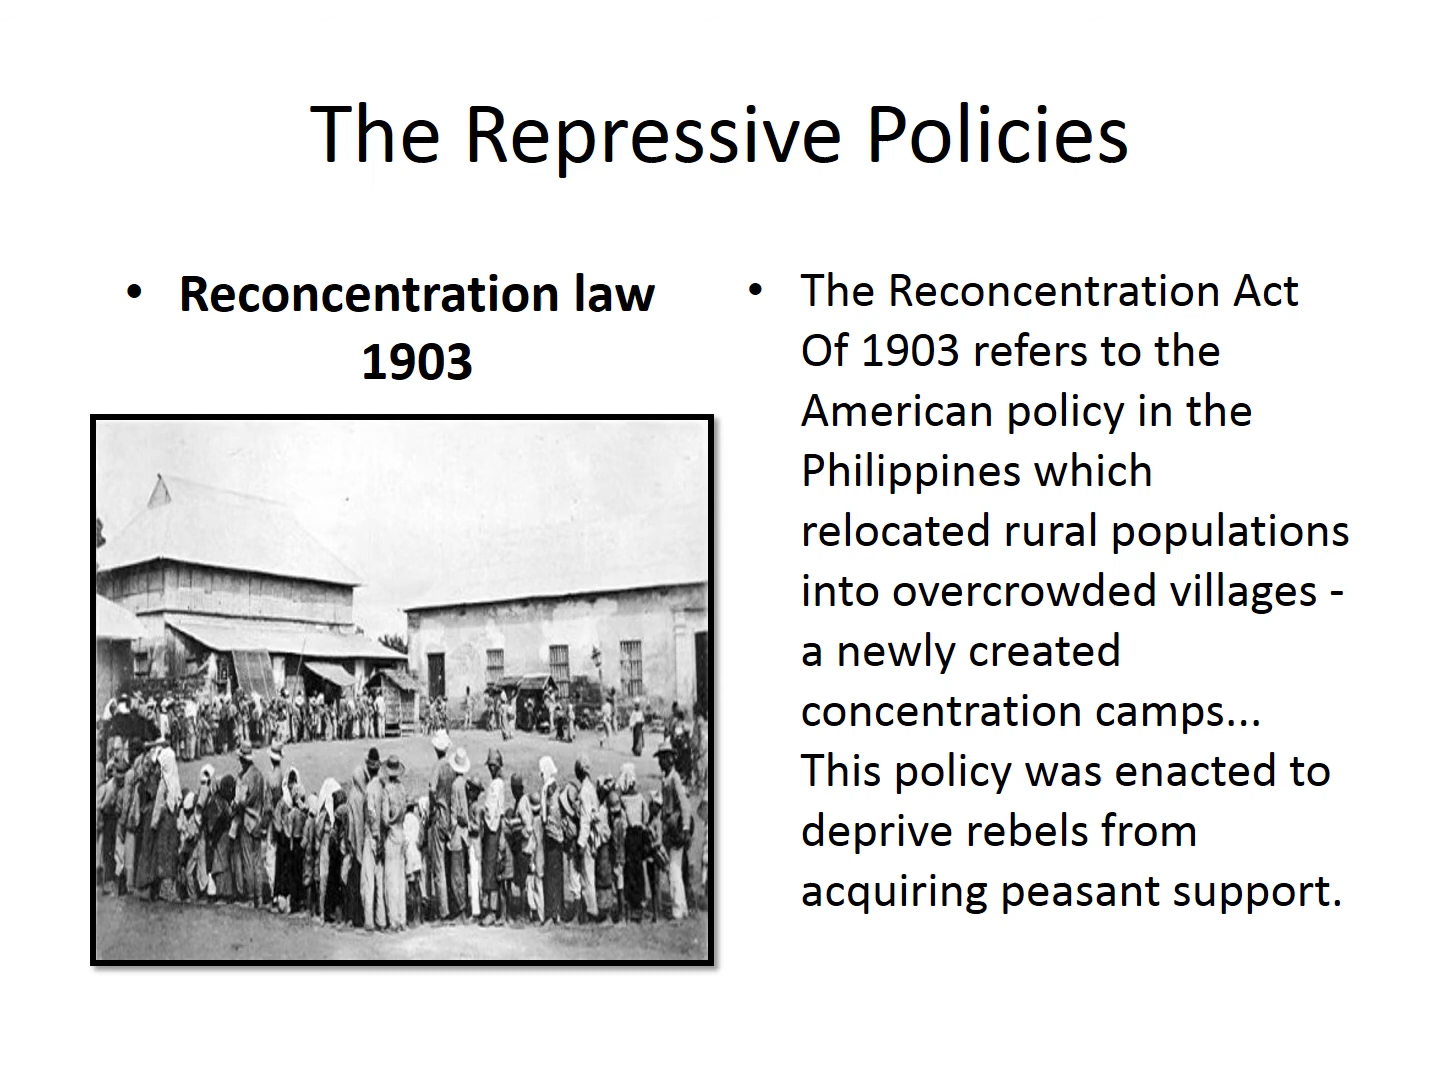 The Repressive Policies
• Reconcentration law
1903
• The Reconcentration Act
Of 1903 refers to the
American policy in the
Philippines which
relocated rural populations
into overcrowded villages -
a newly created
concentration camps...
This policy was enacted to
deprive rebels from
acquiring peasant support.